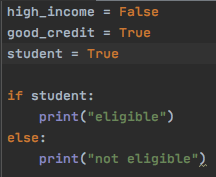 high_income = False
good_credit = True
student = True
if student:
    print("eligible")
else:
    print("not eligible")